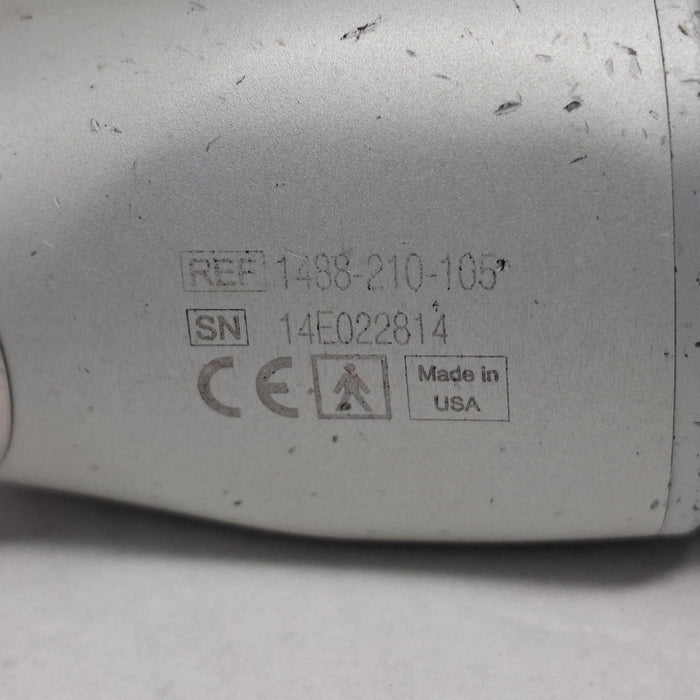 REF 1488-210-105
SN 14E022814
CE Made in
USA